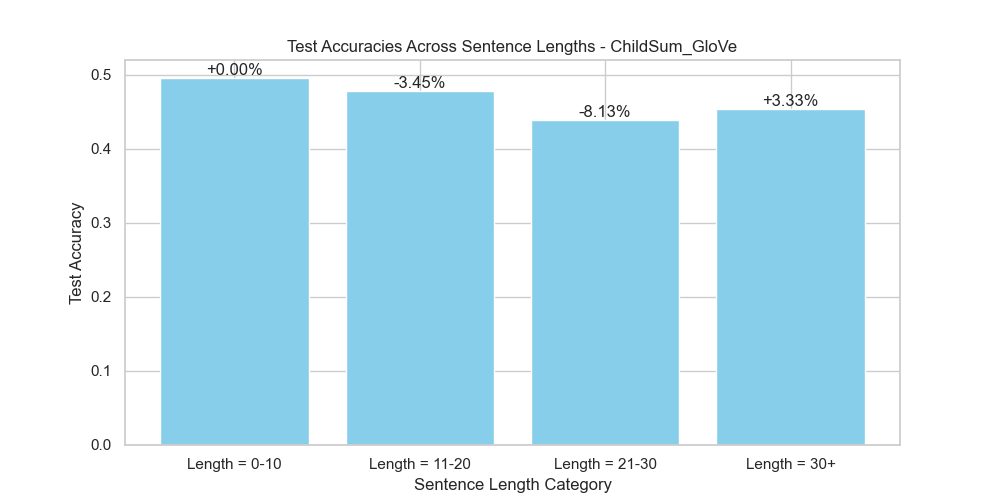 Test Accuracies Across Sentence Lengths - ChildSum_GloVe
+0.00%
-3.45%
-8.13%
+3.33%
0.5
0.4
0.3
0.2
0.1
0.0
Test Accuracy
Length = 0-10
Length = 11-20
Length = 21-30
Length = 30+
Sentence Length Category